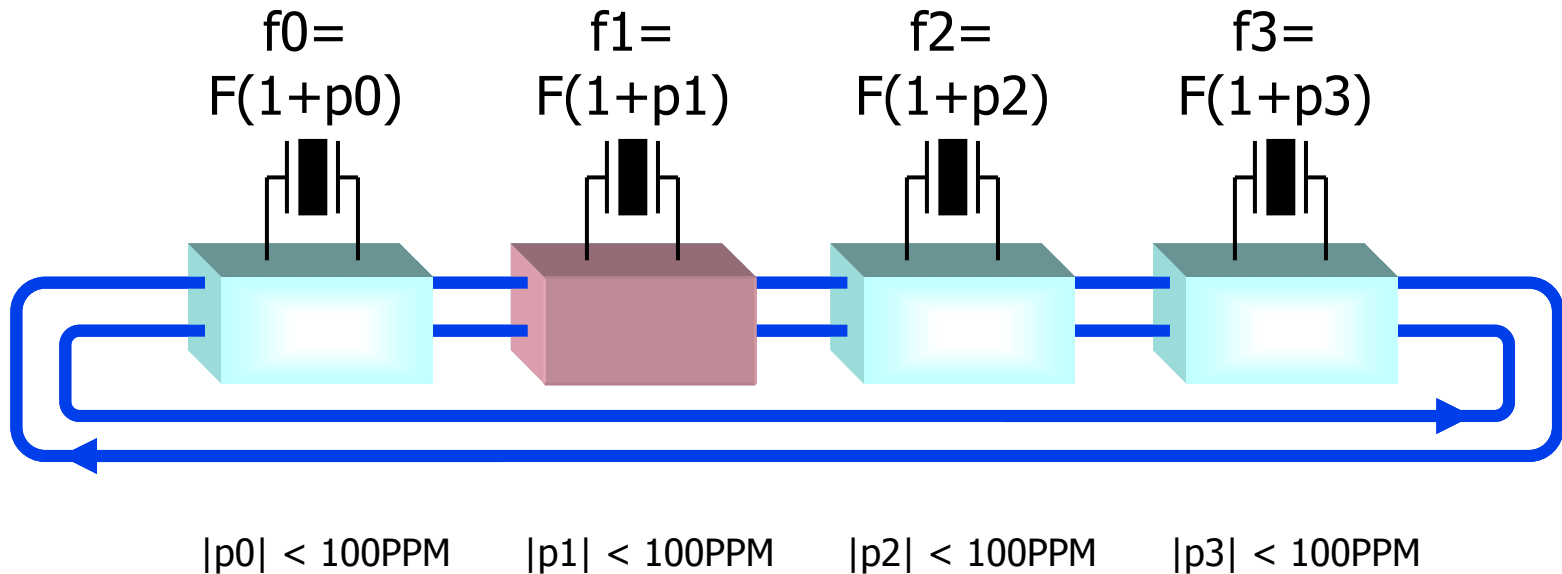 f0=
F(1+p0)
f1=
F(1+p1)
f2=
F(1+p2)
f3=
F(1+p3)
|p0| < 100PPM
|p1| < 100PPM
|p2| < 100PPM
|p3| < 100PPM